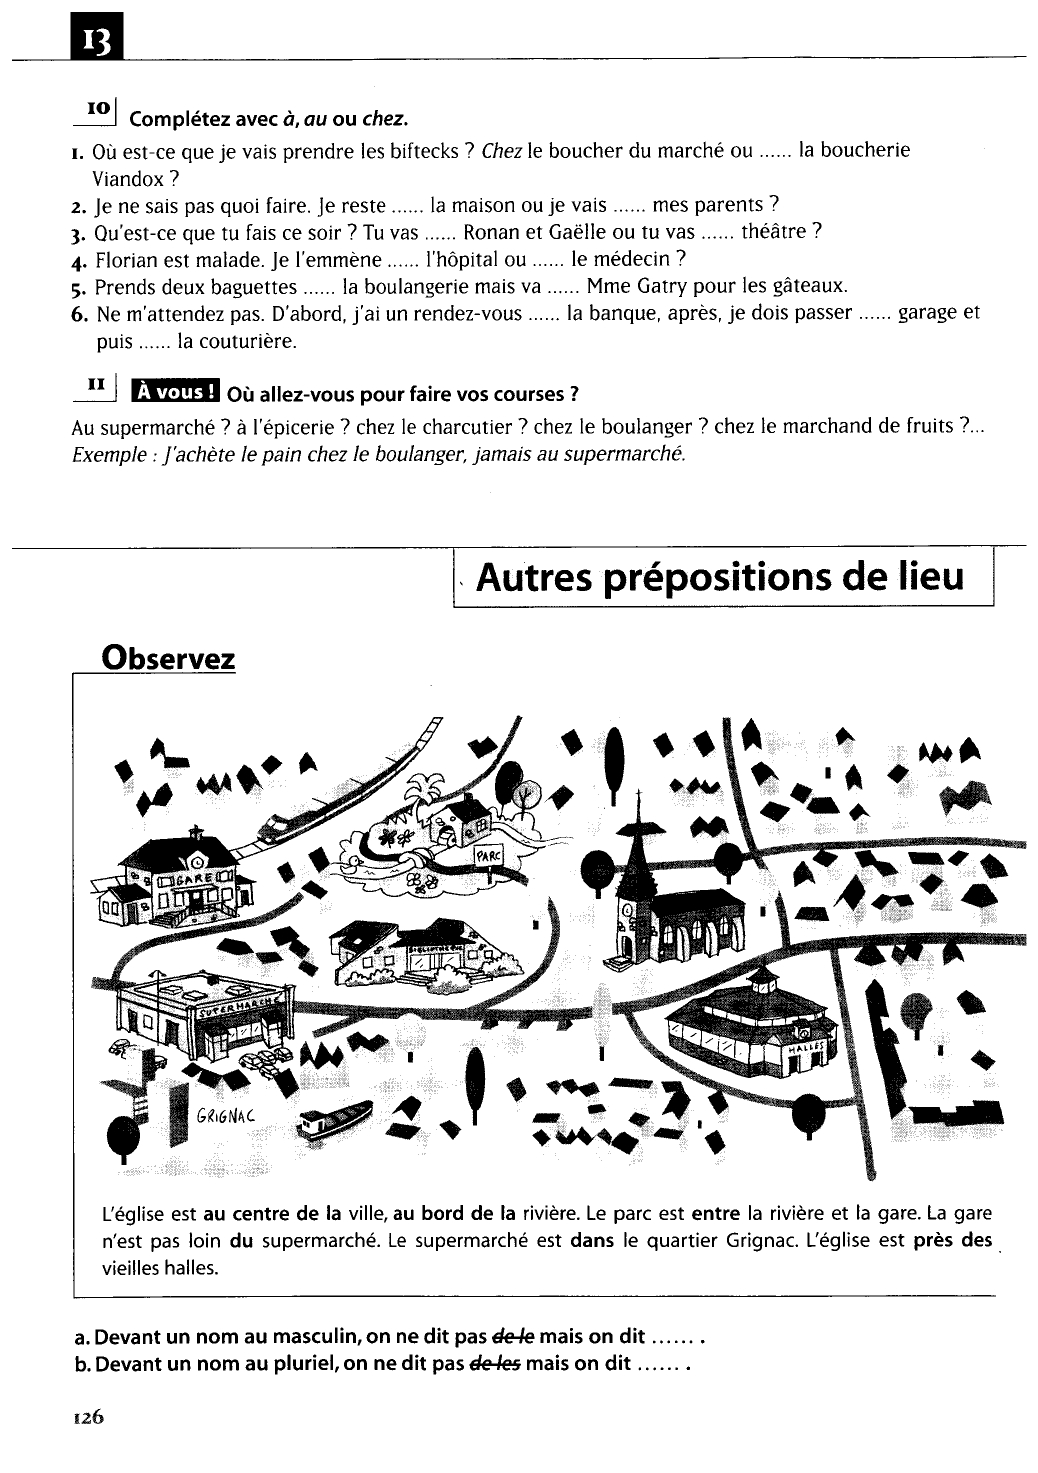 13
10 Complétez avec à, au ou chez.
1. Où est-ce que je vais prendre les biftecks ? Chez le boucher du marché ou ...... la boucherie
Viandox ?
2. Je ne sais pas quoi faire. Je reste ...... la maison ou je vais ...... mes parents ?
3. Qu'est-ce que tu fais ce soir ? Tu vas ...... Ronan et Gaëlle ou tu vas ...... théâtre ?
4. Florian est malade. Je l'emmène ...... l'hôpital ou ...... le médecin ?
5. Prends deux baguettes ...... la boulangerie mais va ...... Mme Gatry pour les gâteaux.
6. Ne m'attendez pas. D'abord, j'ai un rendez-vous ...... la banque, après, je dois passer ...... garage et
puis ...... la couturière.
11 À vous ! Où allez-vous pour faire vos courses ?
Au supermarché ? à l'épicerie ? chez le charcutier ? chez le boulanger ? chez le marchand de fruits ?...
Exemple : J'achète le pain chez le boulanger, jamais au supermarché.
Autres prépositions de lieu
Observez
PARC
GARE
BIBLIOTHÈQUE
SUPERMARCHÉ
HALLES
GRIGNAC
L'église est au centre de la ville, au bord de la rivière. Le parc est entre la rivière et la gare. La gare
n'est pas loin du supermarché. Le supermarché est dans le quartier Grignac. L'église est près des
vieilles halles.
a. Devant un nom au masculin, on ne dit pas de le mais on dit ...... .
b. Devant un nom au pluriel, on ne dit pas de les mais on dit ...... .
126